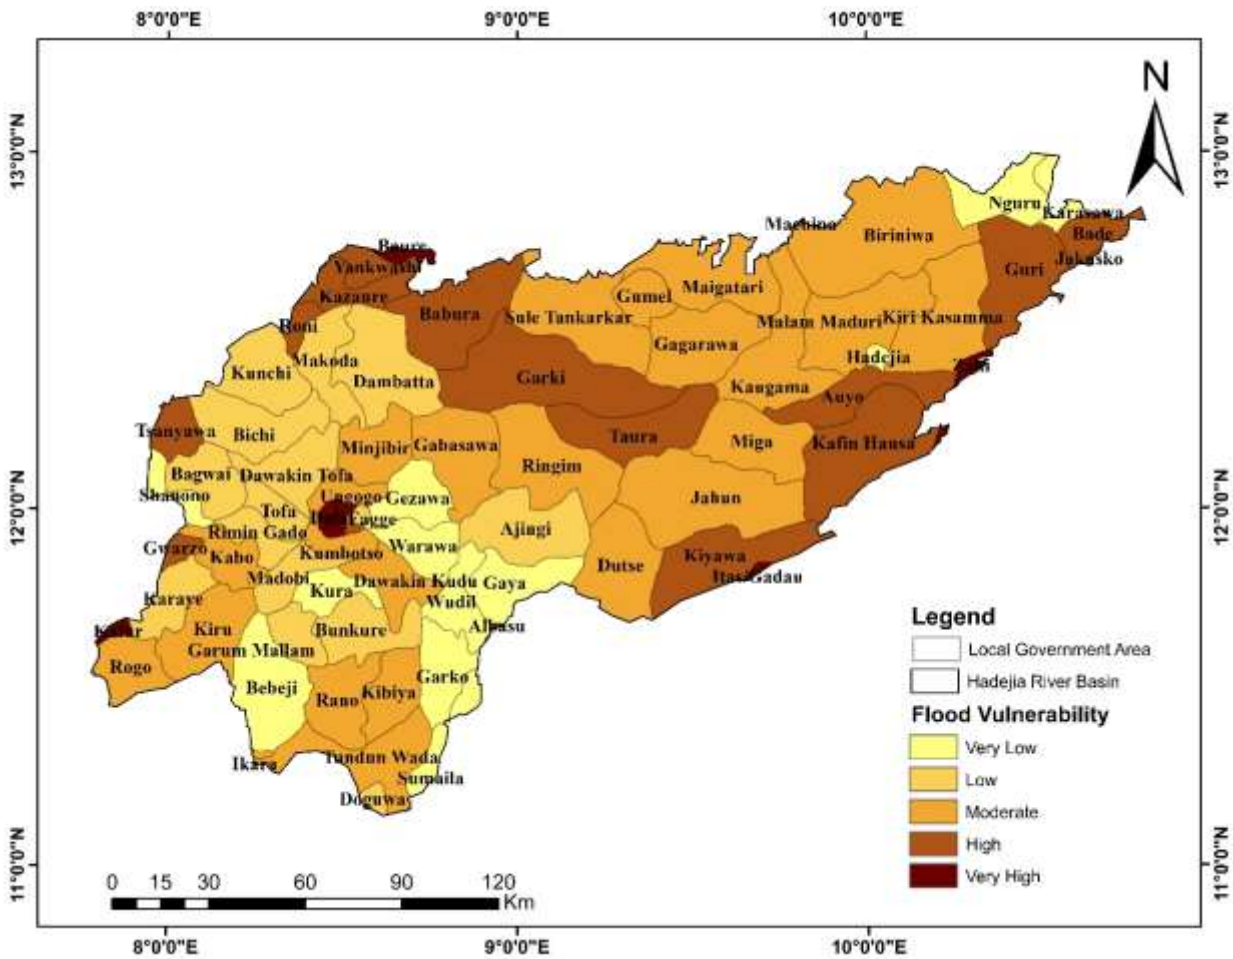 8°0'0"E 9°0'0"E 10°0'0"E
N
13°0'0"N 13°0'0"N
Nguru
Karasawa
Machina
Biriniwa
Bade
Baure
Jakusko
Yankwashi
Guri
Kazaure
Gumel
Maigatari
Babura
Sule Tankarkar
Roni
Malam Maduri
Kiri Kasamma
Gagarawa
Makoda
Hadejia
Kunchi
Dambatta
Garki
Kaugama
Auyo
Tsanyawa
Bichi
Taura
Miga
Kafin Hausa
Minjibir
Gabasawa
Ringim
Bagwai
Dawakin Tofa
Shanono
Ungogo
Gezawa
Jahun
12°0'0"N 12°0'0"N
Tofa
Ajingi
Rimin Gado
Warawa
Gwarzo
Kabo
Kumbotso
Kiyawa
Dutse
Itas/Gadau
Madobi
Kura
Dawakin Kudu
Gaya
Karaye
Wudil
Albasu
Kiru
Bunkure
Garum Mallam
Rogo
Bebeji
Garko
Rano
Kibiya
Ikara
Tundun Wada
Sumaila
Doguwa
Legend
Local Government Area
Hadejia River Basin
Flood Vulnerability
Very Low
Low
Moderate
High
Very High
11°0'0"N 11°0'0"N
0 15 30 60 90 120
Km
8°0'0"E 9°0'0"E 10°0'0"E